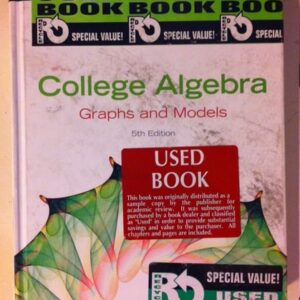 BOOK BOOK BOO
SPECIAL VALUE!
SPECIAL VALUE!
SPECIAL
College Algebra
Graphs and Models
5th Edition
USED
BOOK
This book was originally distributed as a
sample copy by the publisher for
academic review. It was subsequently
purchased by a book dealer and classified
as "Used" in order to provide substantial
savings and value to the purchaser. All
chapters and pages are included.
SPECIAL VALUE!
USED